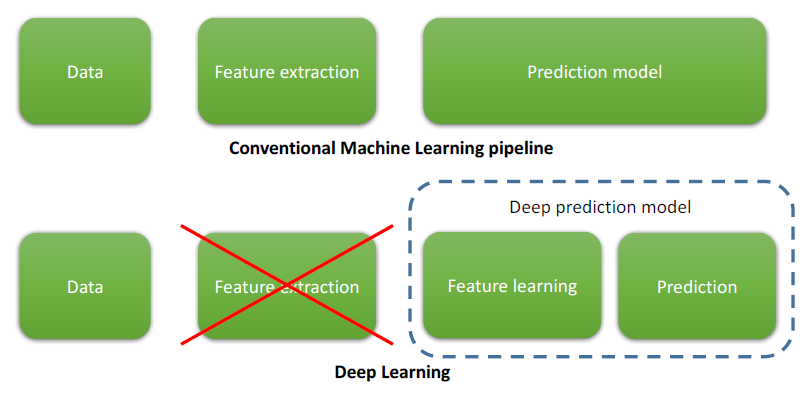 Data
Feature extraction
Prediction model
Conventional Machine Learning pipeline
Deep prediction model
Data
Feature extraction
Feature learning
Prediction
Deep Learning